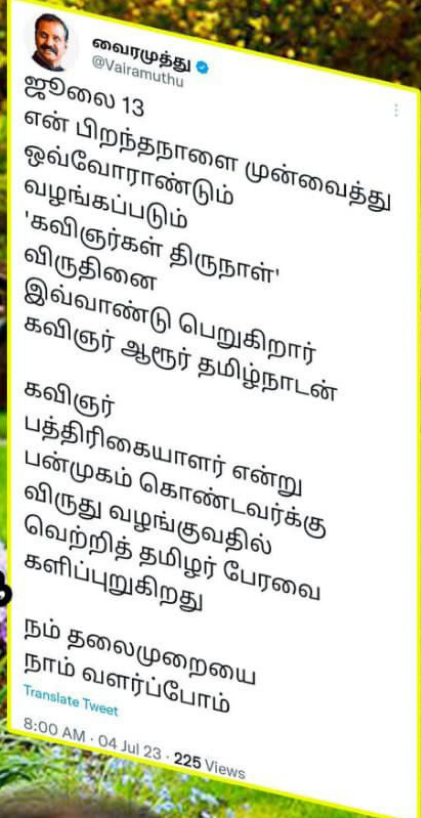 வைரமுத்து
@Vairamuthu
ஜூலை 13
என் பிறந்தநாளை முன்வைத்து
ஒவ்வோராண்டும்
வழங்கப்படும்
'கவிஞர்கள் திருநாள்'
விருதினை
இவ்வாண்டு பெறுகிறார்
கவிஞர் ஆரூர் தமிழ்நாடன்
கவிஞர்
பத்திரிகையாளர் என்று
பன்முகம் கொண்டவர்க்கு
விருது வழங்குவதில்
வெற்றித் தமிழர் பேரவை
களிப்புறுகிறது
நம் தலைமுறையை
நாம் வளர்ப்போம்
Translate Tweet
8:00 AM · 04 Jul 23 · 225 Views